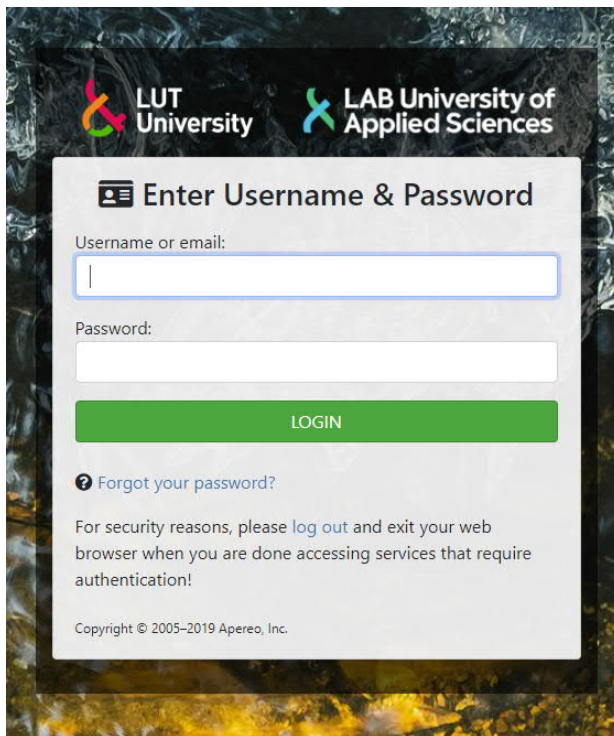 LUT
University
LAB University of
Applied Sciences
Enter Username & Password
Username or email:
Password:
LOGIN
Forgot your password?
For security reasons, please log out and exit your web
browser when you are done accessing services that require
authentication!
Copyright © 2005–2019 Apereo, Inc.